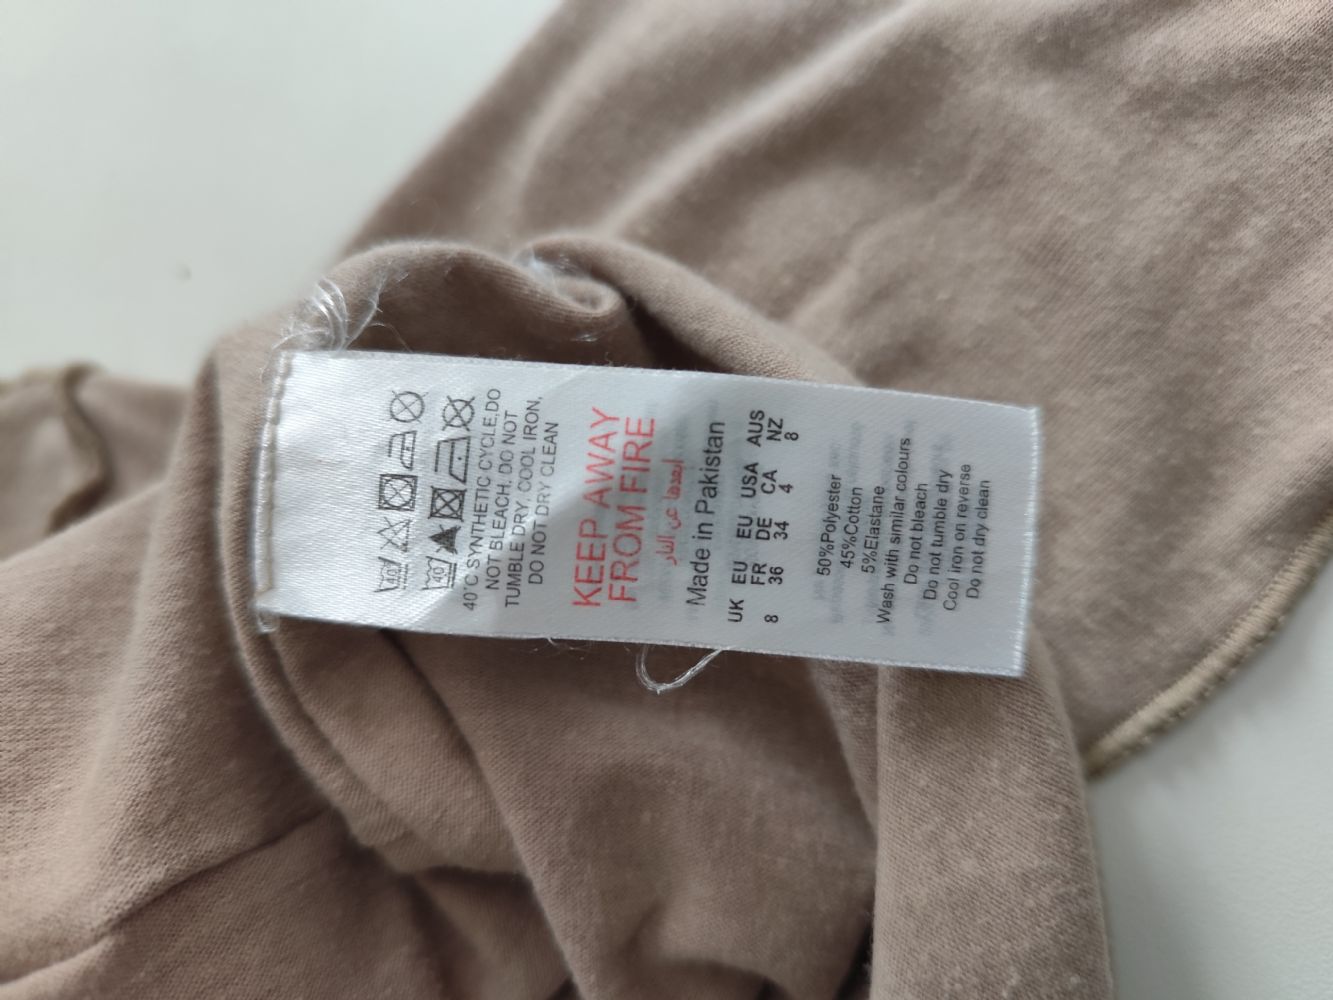 40
40
40°C SYNTHETIC CYCLE,DO
NOT BLEACH, DO NOT
TUMBLE DRY, COOL IRON,
DO NOT DRY CLEAN
KEEP AWAY
FROM FIRE
ابعدها عن النار
Made in Pakistan
UK EU EU USA AUS
FR DE CA NZ
8 36 34 4 8
50%Polyester
45%Cotton
5%Elastane
Wash with similar colours
Do not bleach
Do not tumble dry
Cool iron on reverse
Do not dry clean